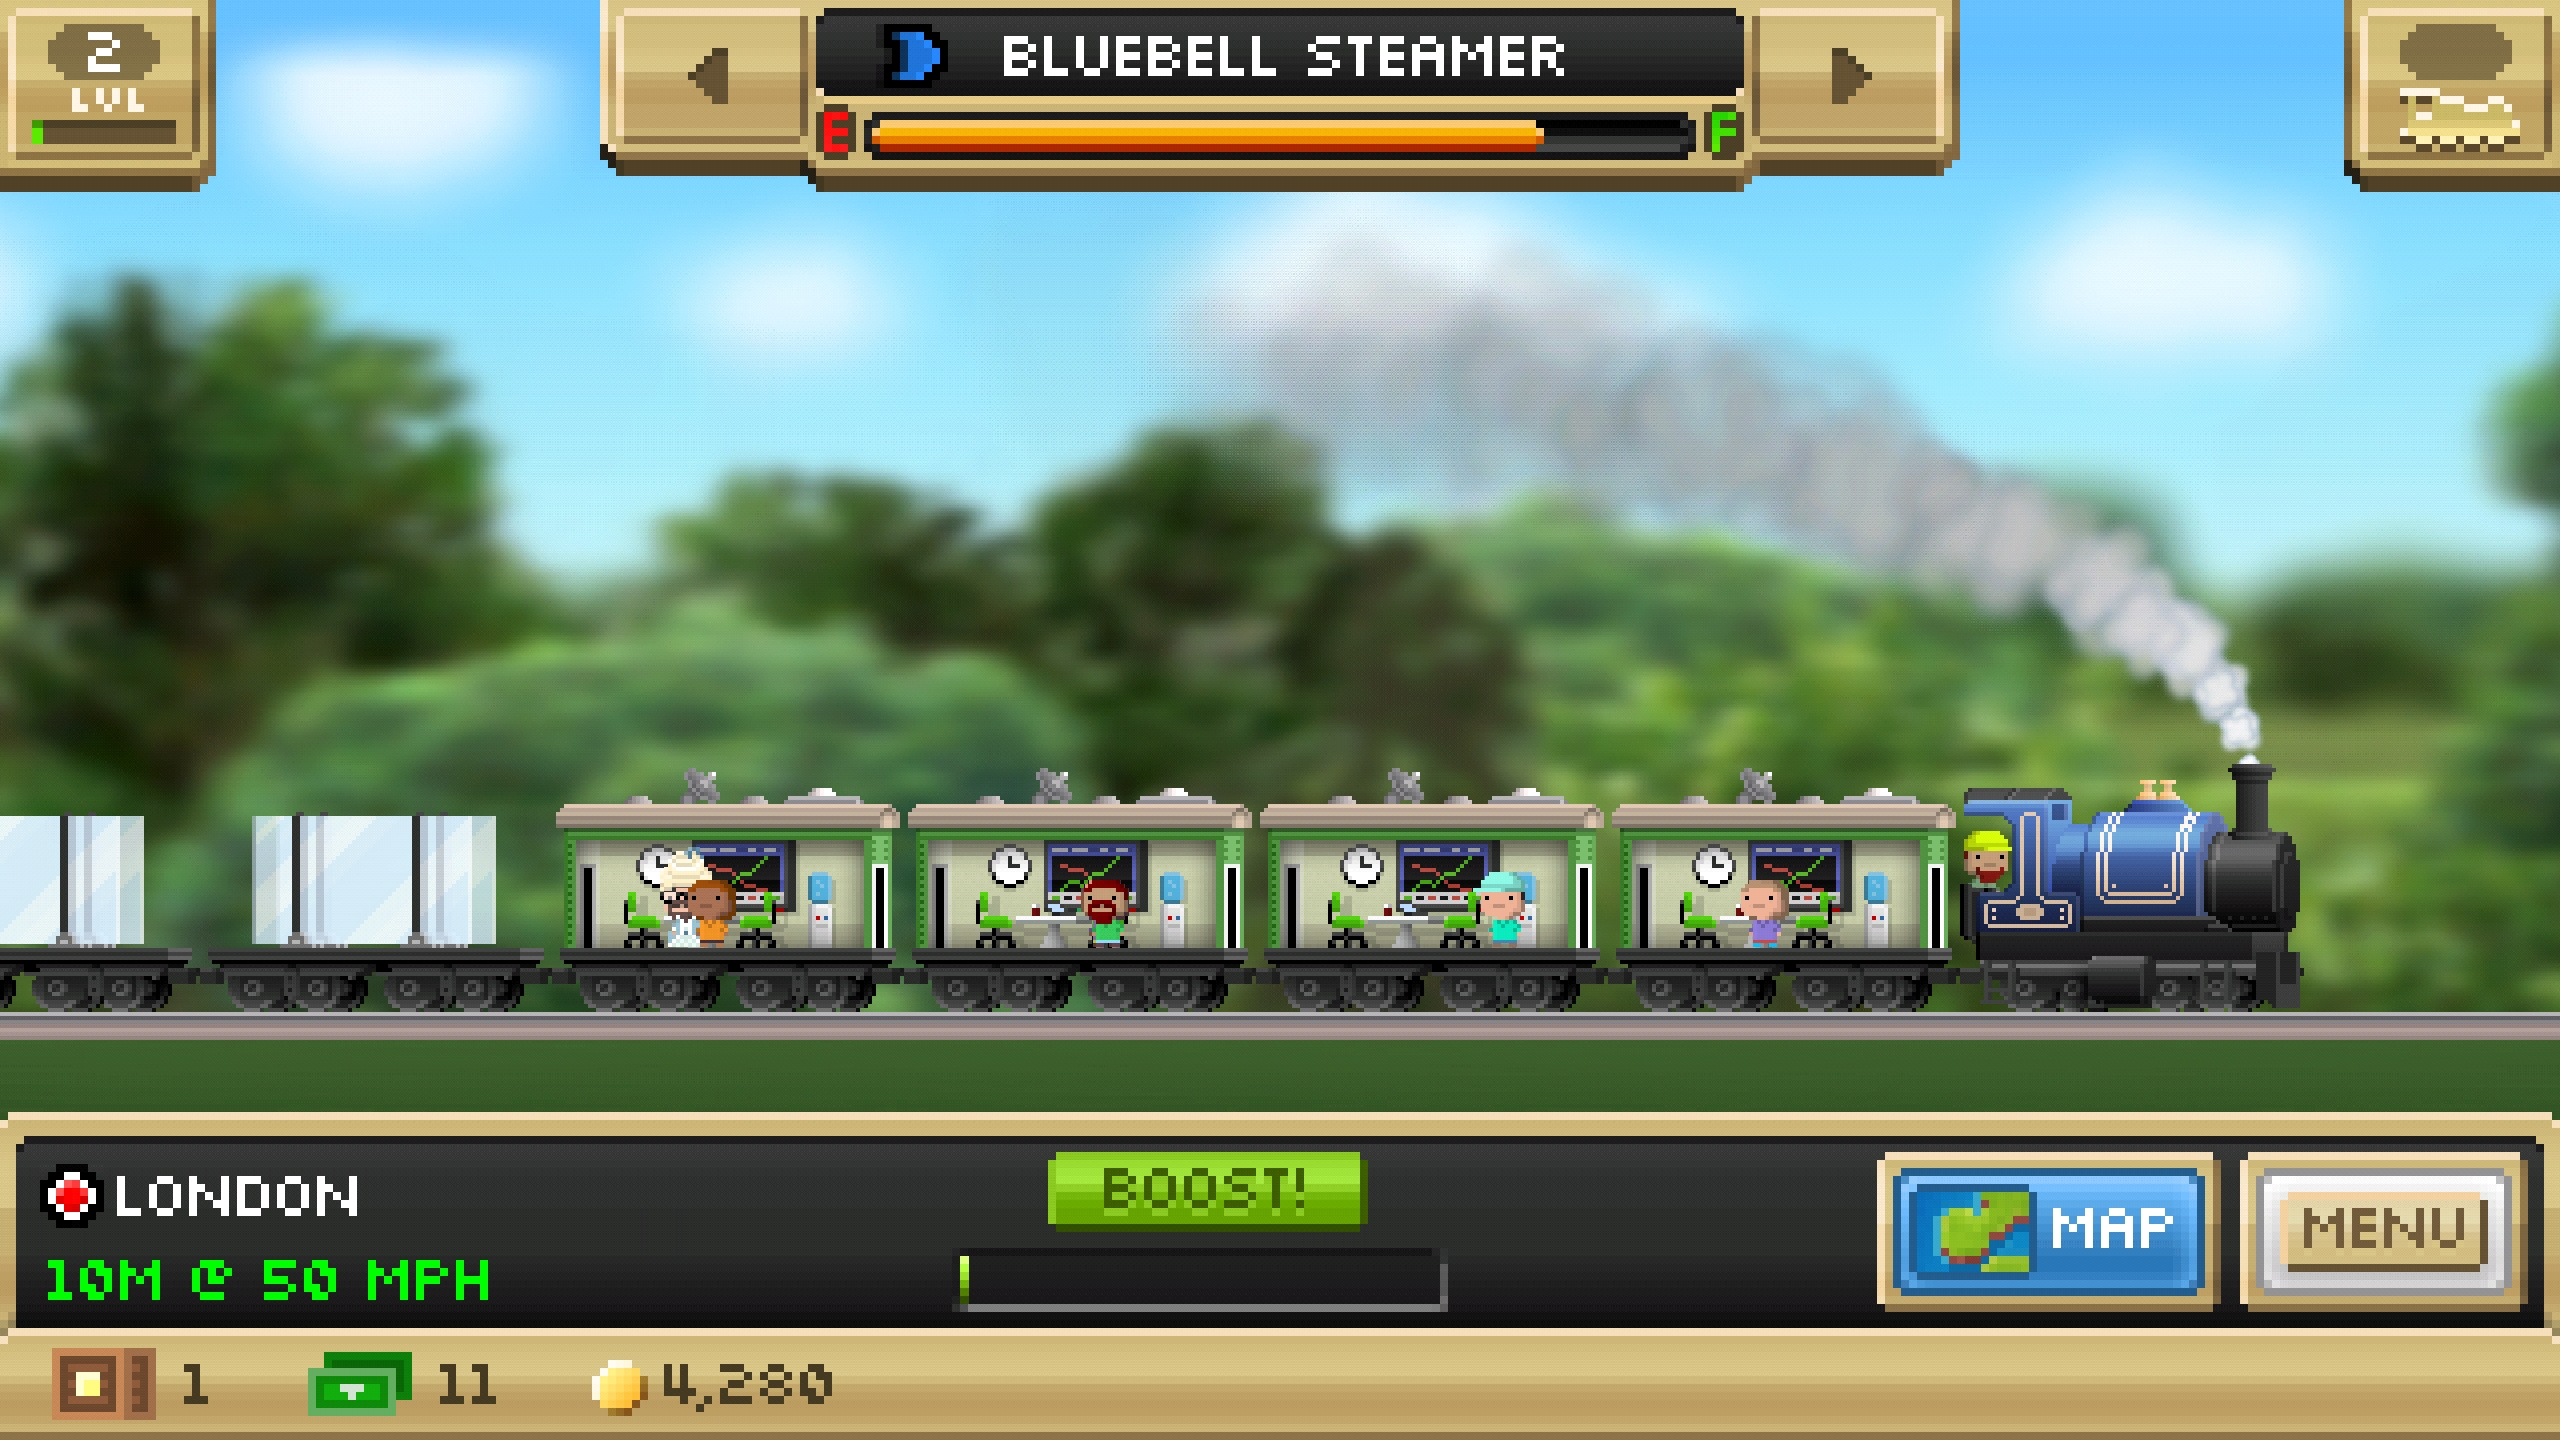 2
LVL
BLUEBELL STEAMER
E
F
LONDON
10M @ 50 MPH
BOOST!
MAP
MENU
1
11
4,280